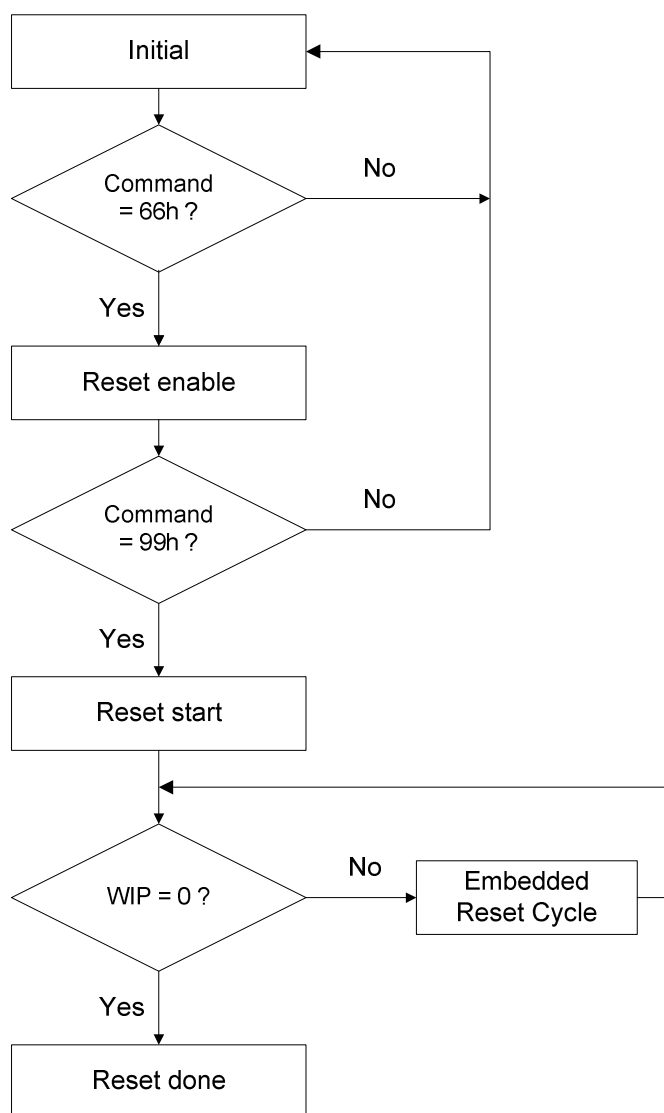 Initial
Command
= 66h ?
No
Yes
Reset enable
Command
= 99h ?
No
Yes
Reset start
WIP = 0 ?
No
Embedded
Reset Cycle
Yes
Reset done